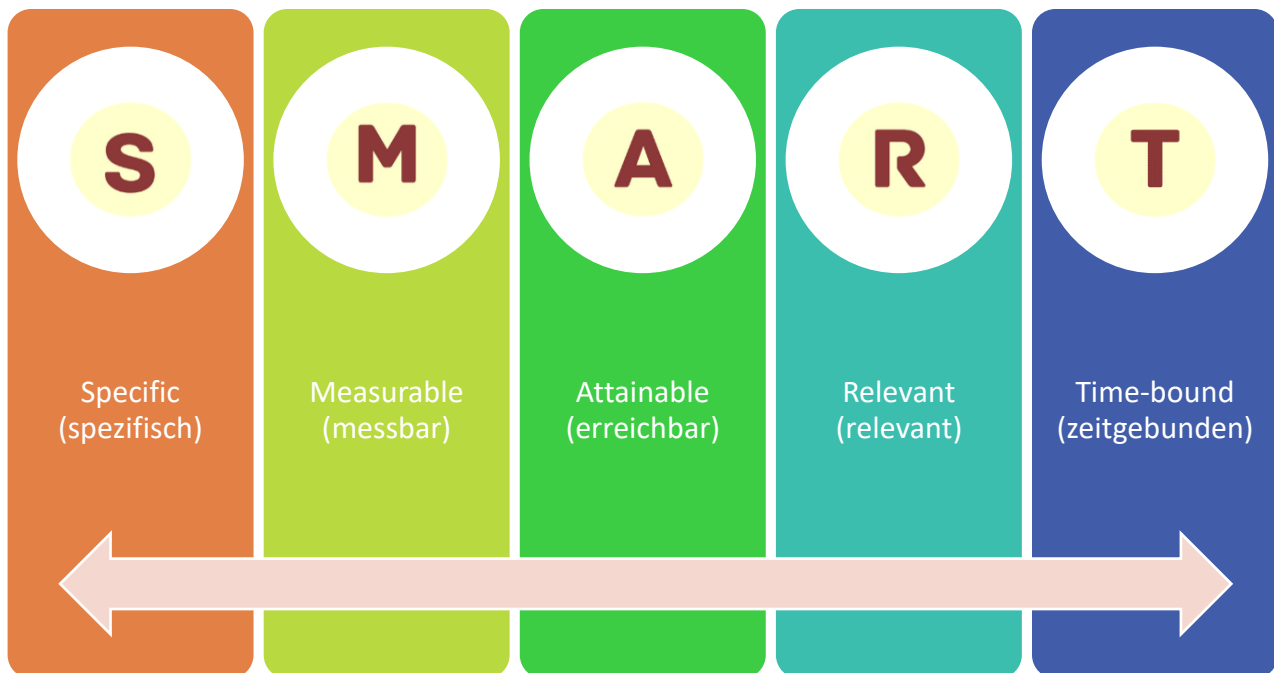 S
M
A
R
T
Specific
(spezifisch)
Measurable
(messbar)
Attainable
(erreichbar)
Relevant
(relevant)
Time-bound
(zeitgebunden)